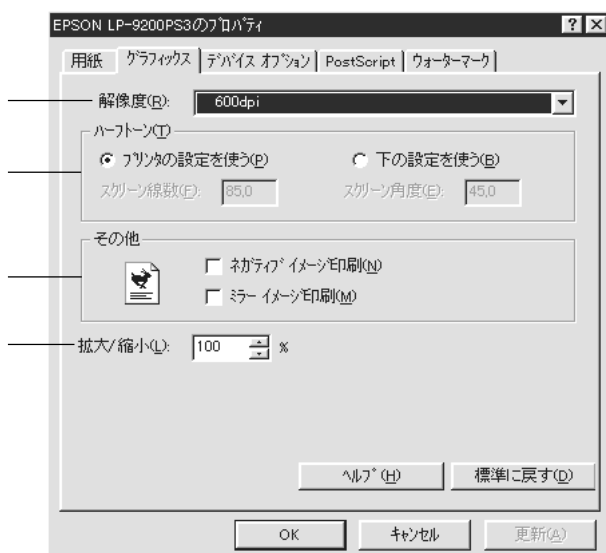 EPSON LP-9200PS3のプロパティ
用紙 グラフィックス デバイス オプション PostScript ウォーターマーク
解像度(R): 600dpi
ハーフトーン(T)
プリンタの設定を使う(P) 下の設定を使う(B)
スクリーン線数(F): 85.0 スクリーン角度(E): 45.0
その他
ネガティブ イメージ印刷(N)
ミラー イメージ印刷(M)
拡大/縮小(L): 100 %
ヘルプ(H) 標準に戻す(D)
OK キャンセル 更新(A)